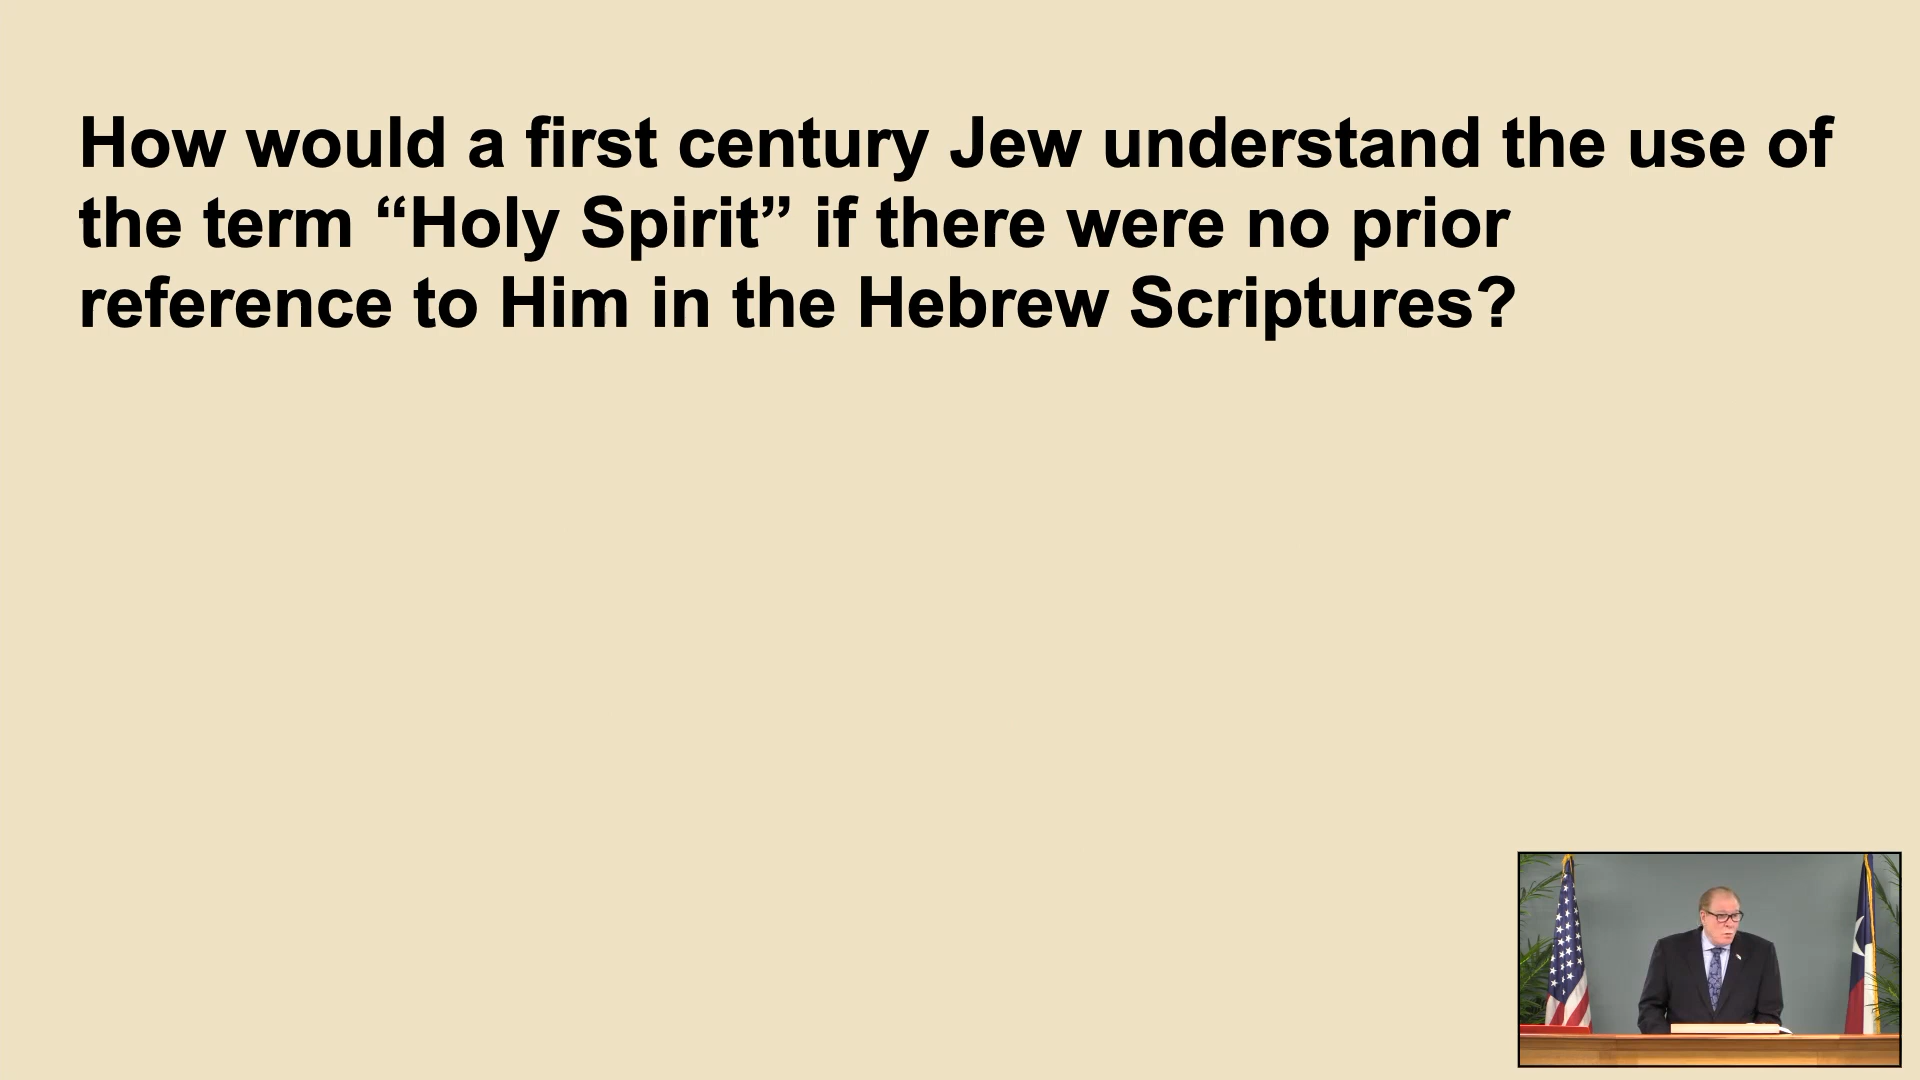 How would a first century Jew understand the use of
the term “Holy Spirit” if there were no prior
reference to Him in the Hebrew Scriptures?